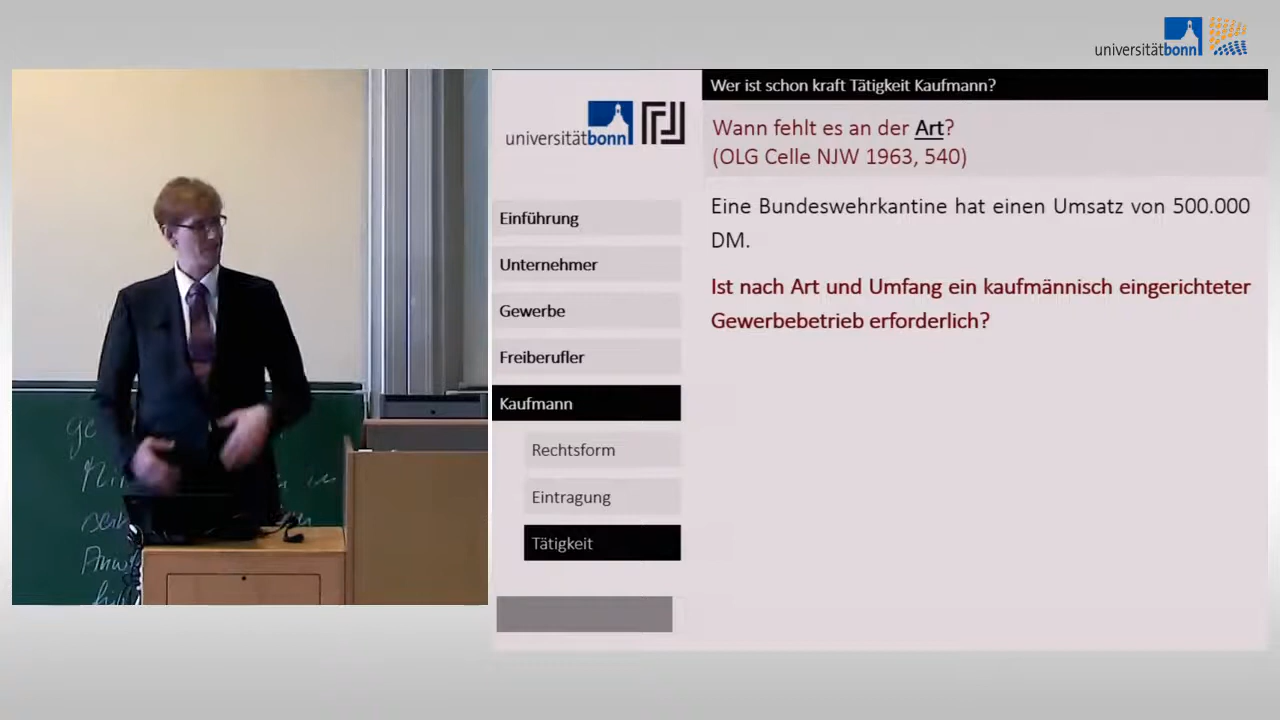 universitätbonn
Wer ist schon kraft Tätigkeit Kaufmann?
universitätbonn
Wann fehlt es an der Art?
(OLG Celle NJW 1963, 540)
Eine Bundeswehrkantine hat einen Umsatz von 500.000
DM.
Ist nach Art und Umfang ein kaufmännisch eingerichteter
Gewerbebetrieb erforderlich?
Einführung
Unternehmer
Gewerbe
Freiberufler
Kaufmann
Rechtsform
Eintragung
Tätigkeit